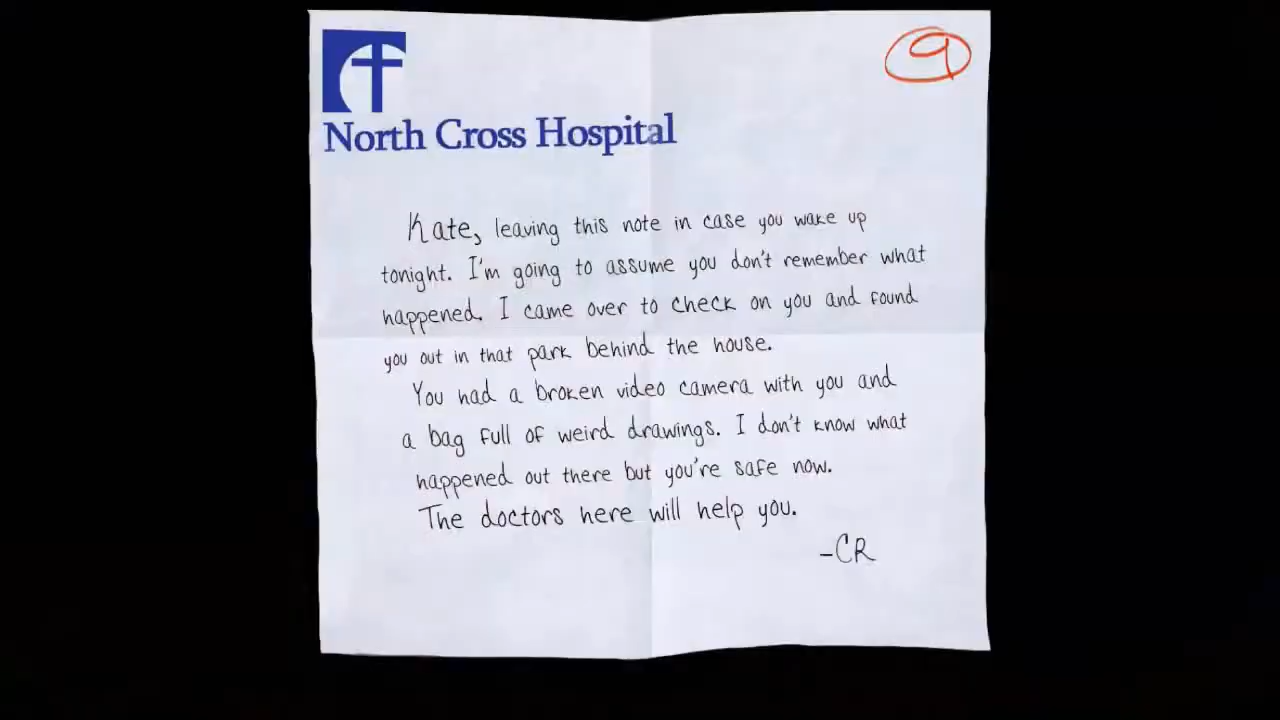 9
North Cross Hospital
Kate, leaving this note in case you wake up
tonight. I'm going to assume you don't remember what
happened. I came over to check on you and found
you out in that park behind the house.
You had a broken video camera with you and
a bag full of weird drawings. I don't know what
happened out there but you're safe now.
The doctors here will help you.
-CR